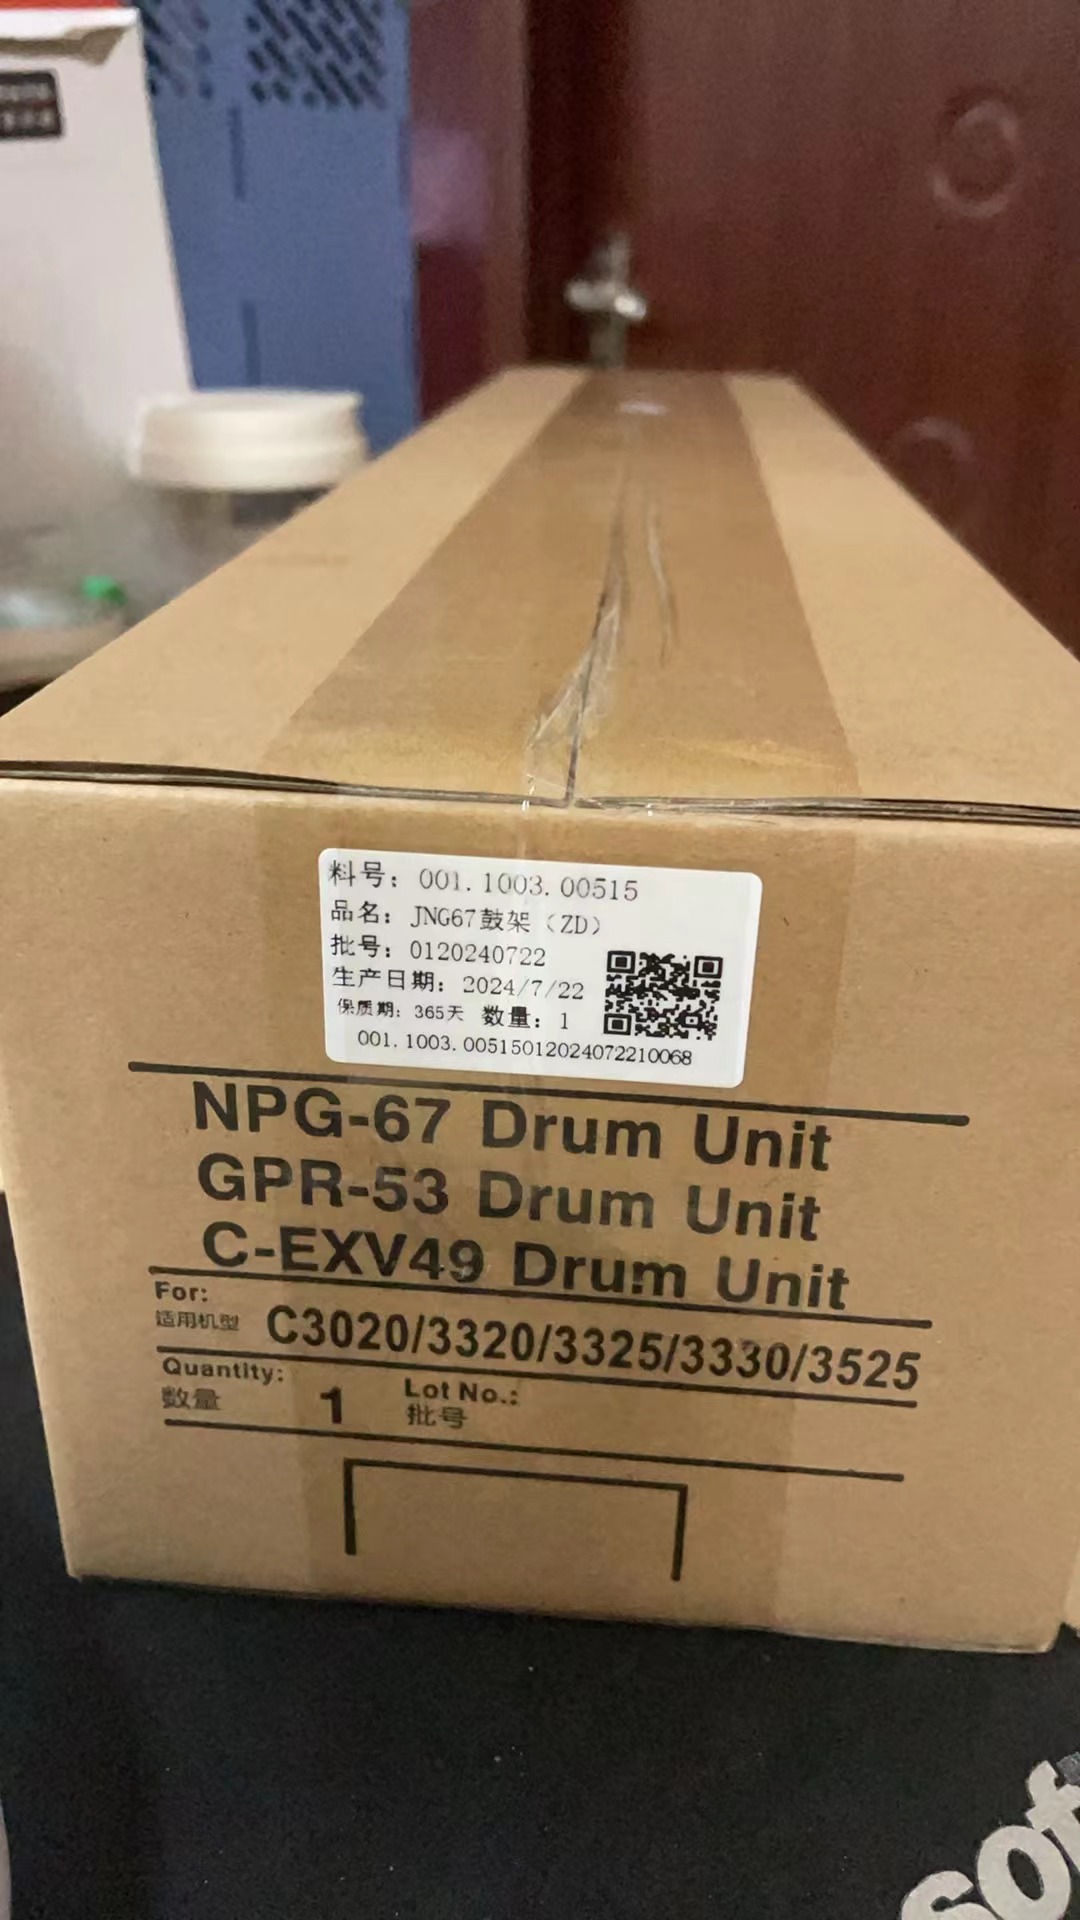 料号: 001.1003.00515
品名: JNG67鼓架（ZD）
批号: 0120240722
生产日期: 2024/7/22
保质期: 365天 数量: 1
001.1003.00515012024072210068
NPG-67 Drum Unit
GPR-53 Drum Unit
C-EXV49 Drum Unit
For:
适用机型 C3020/3320/3325/3330/3525
Quantity: 1 Lot No.:
数量 批号
soft